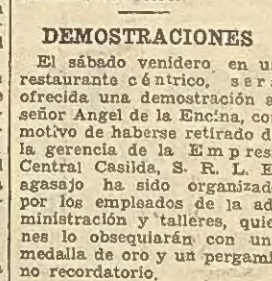 DEMOSTRACIONES
El sábado venidero en un
restaurante céntrico, ser
ofrecida una demostración a
señor Angel de la Encina, co
motivo de haberse retirado d
la gerencia de la Empres
Central Casilda, S. R. L. E
agasajo ha sido organizad
por los empleados de la ad
ministración y talleres, quie
nes lo obsequiarán con un
medalla de oro y un pergami
no recordatorio.